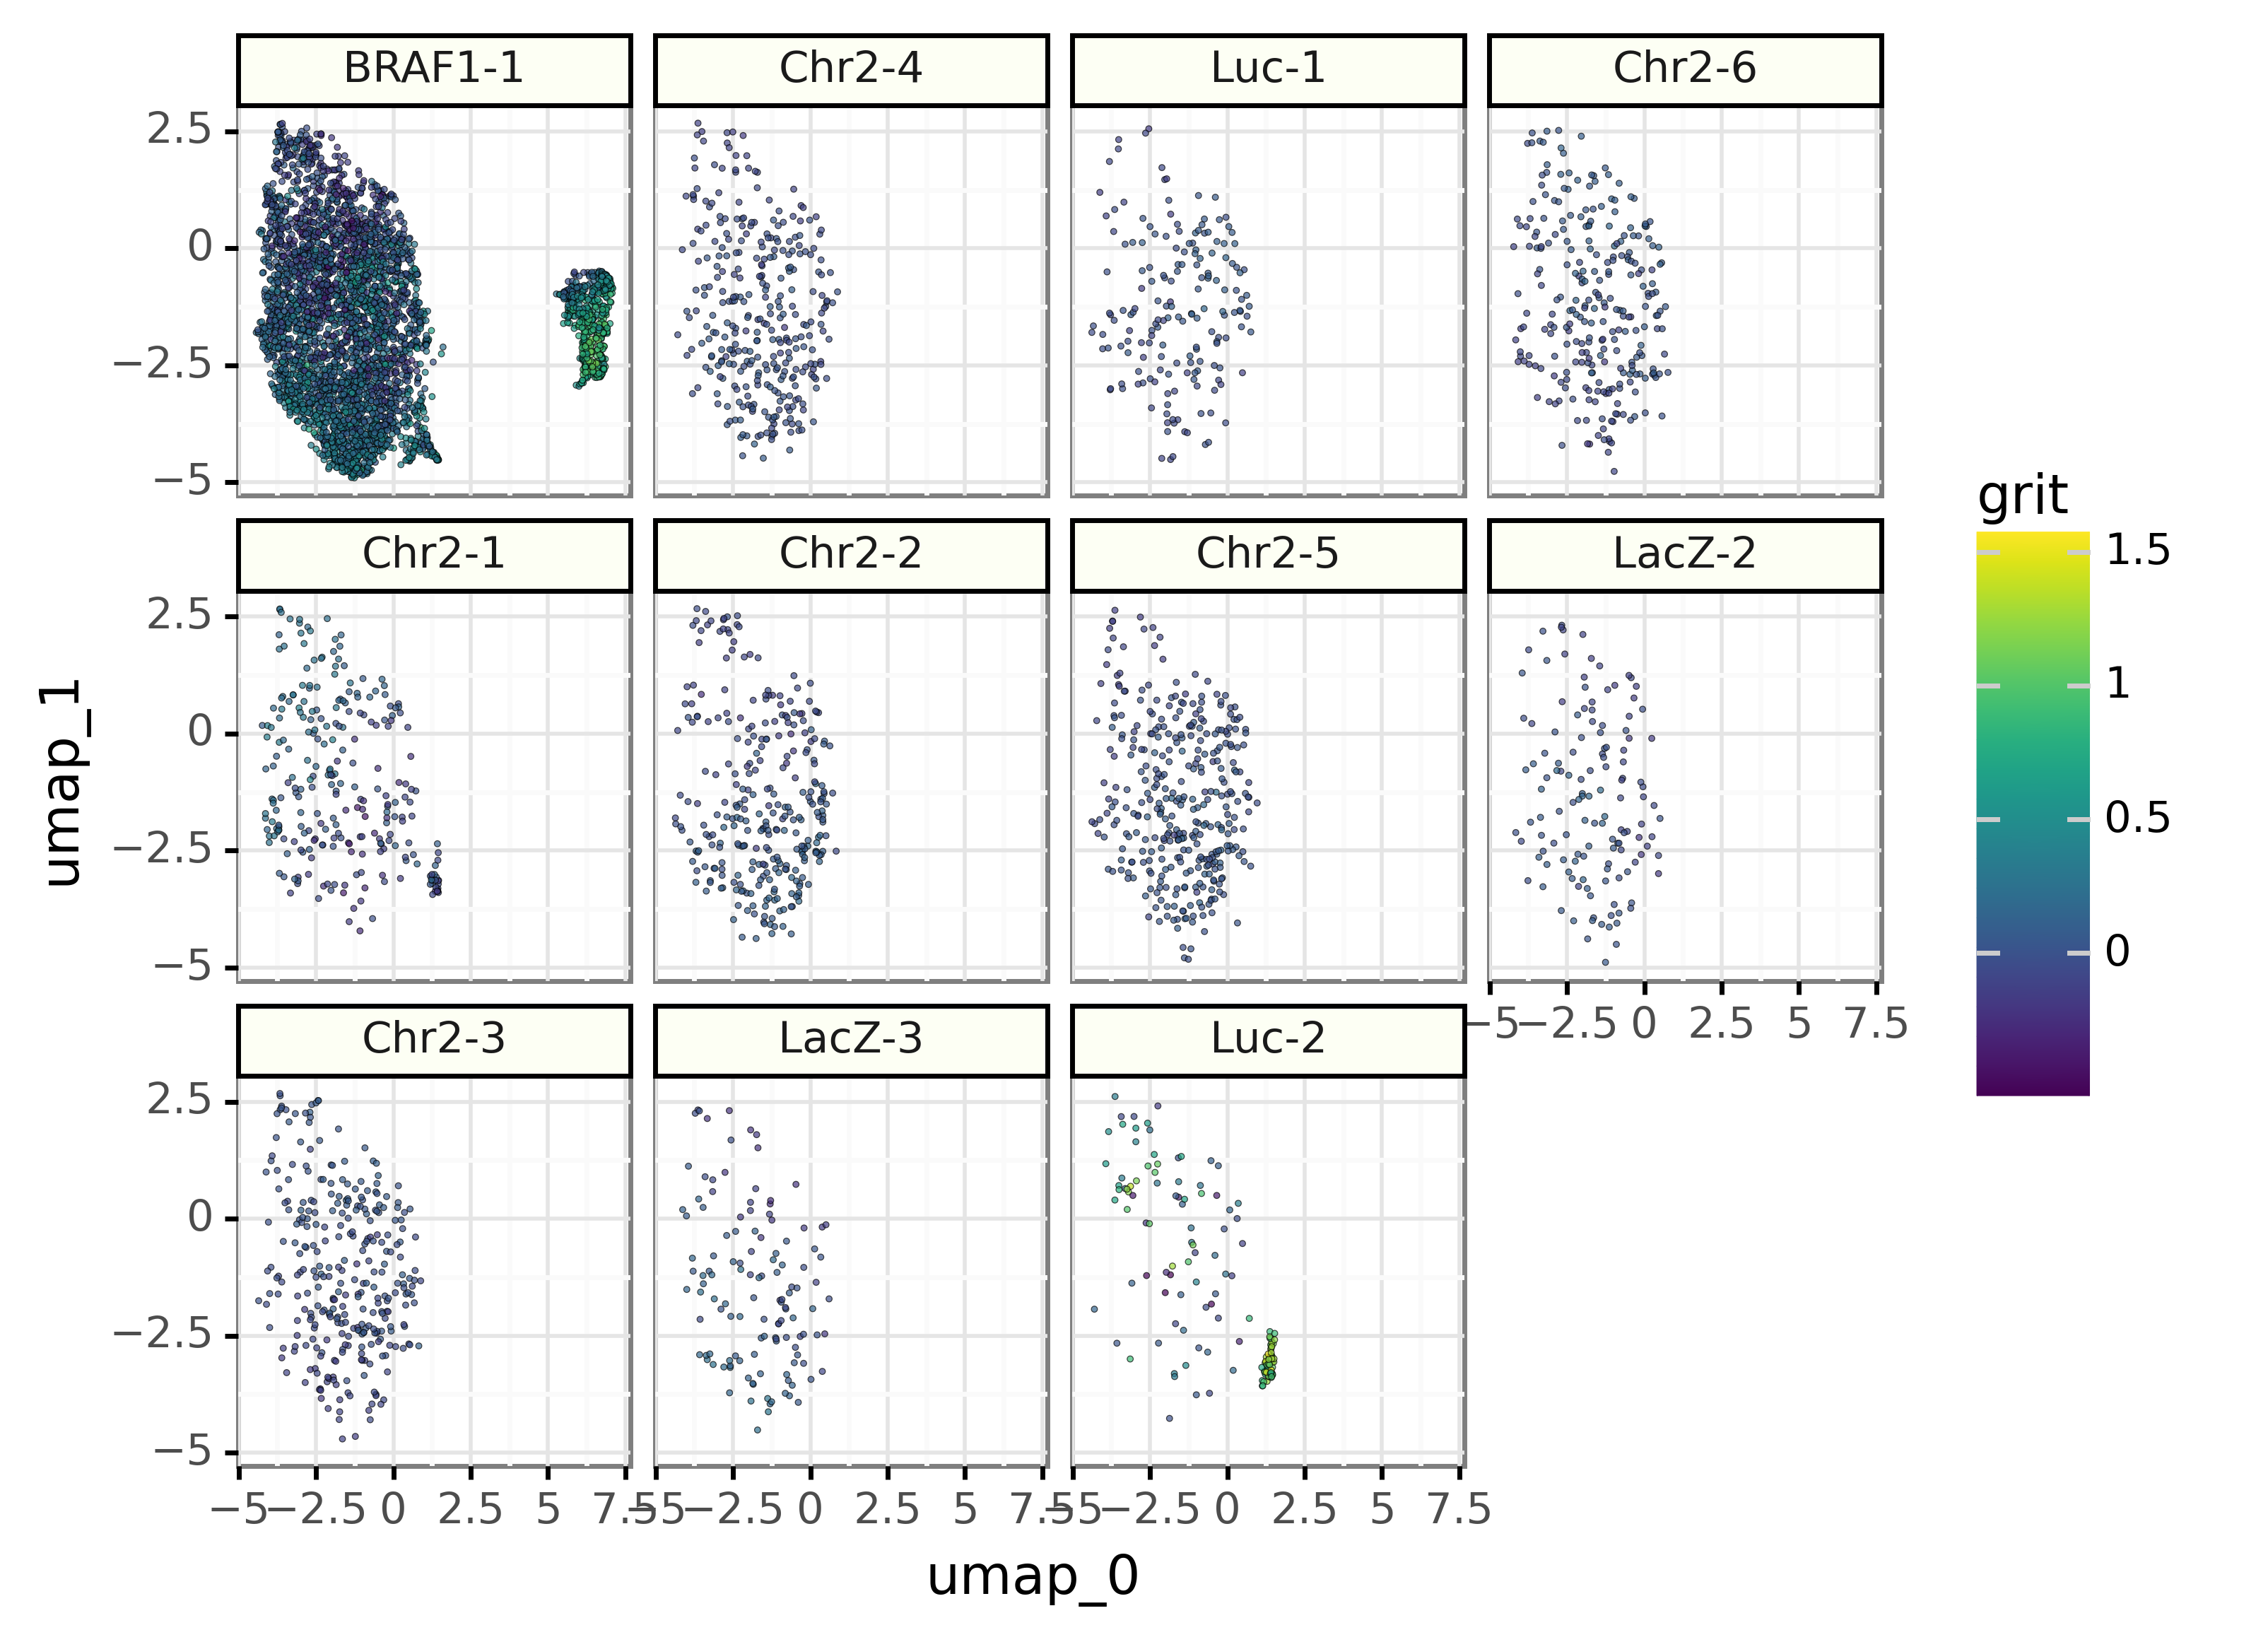 BRAF1-1 Chr2-4 Luc-1 Chr2-6
2.5
0
−2.5
−5
Chr2-1 Chr2-2 Chr2-5 LacZ-2
2.5
0
−2.5
−5
−5 −2.5 0 2.5 5 7.5
Chr2-3 LacZ-3 Luc-2
2.5
0
−2.5
−5
−5 −2.5 0 2.5 5 7.5 −5 −2.5 0 2.5 5 7.5 −5 −2.5 0 2.5 5 7.5
umap_0
umap_1
grit
1.5
1
0.5
0